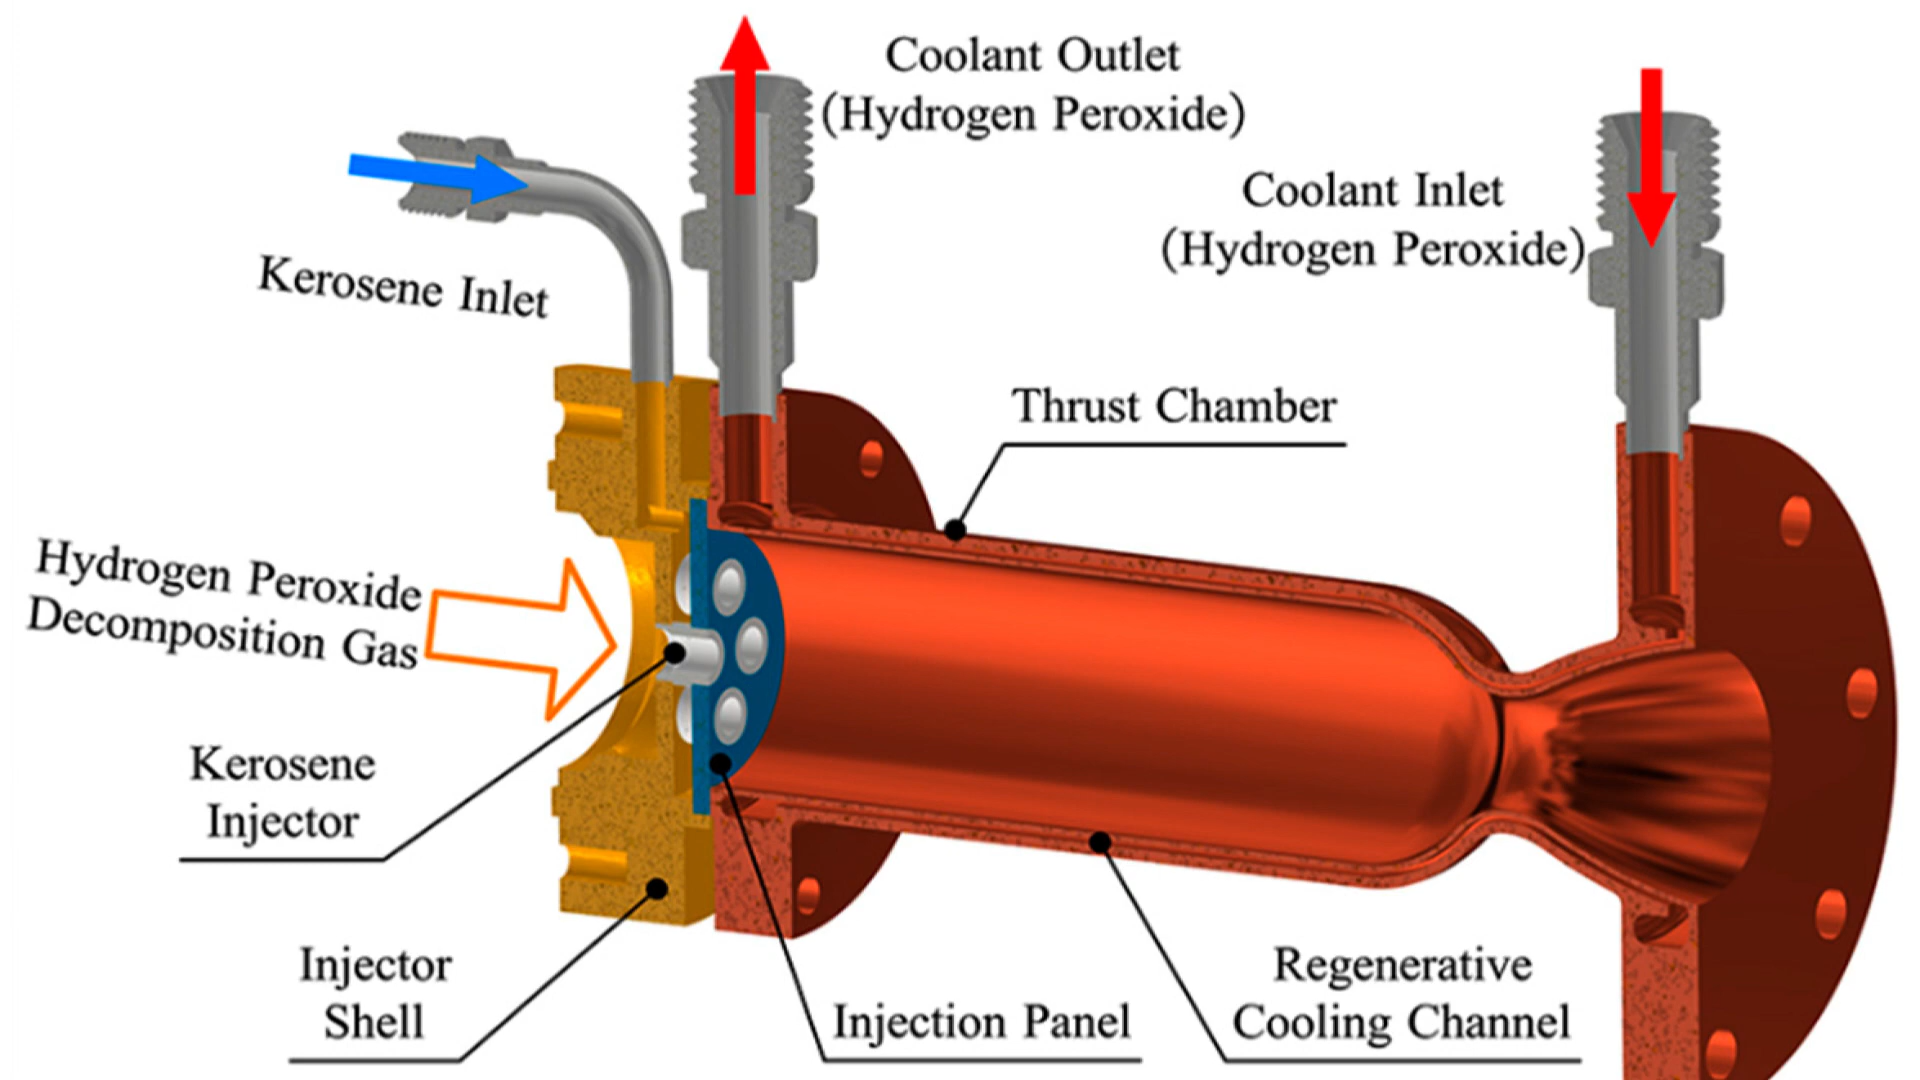 Coolant Outlet
(Hydrogen Peroxide)
Coolant Inlet
(Hydrogen Peroxide)
Kerosene Inlet
Thrust Chamber
Hydrogen Peroxide
Decomposition Gas
Kerosene
Injector
Injector
Shell
Injection Panel
Regenerative
Cooling Channel